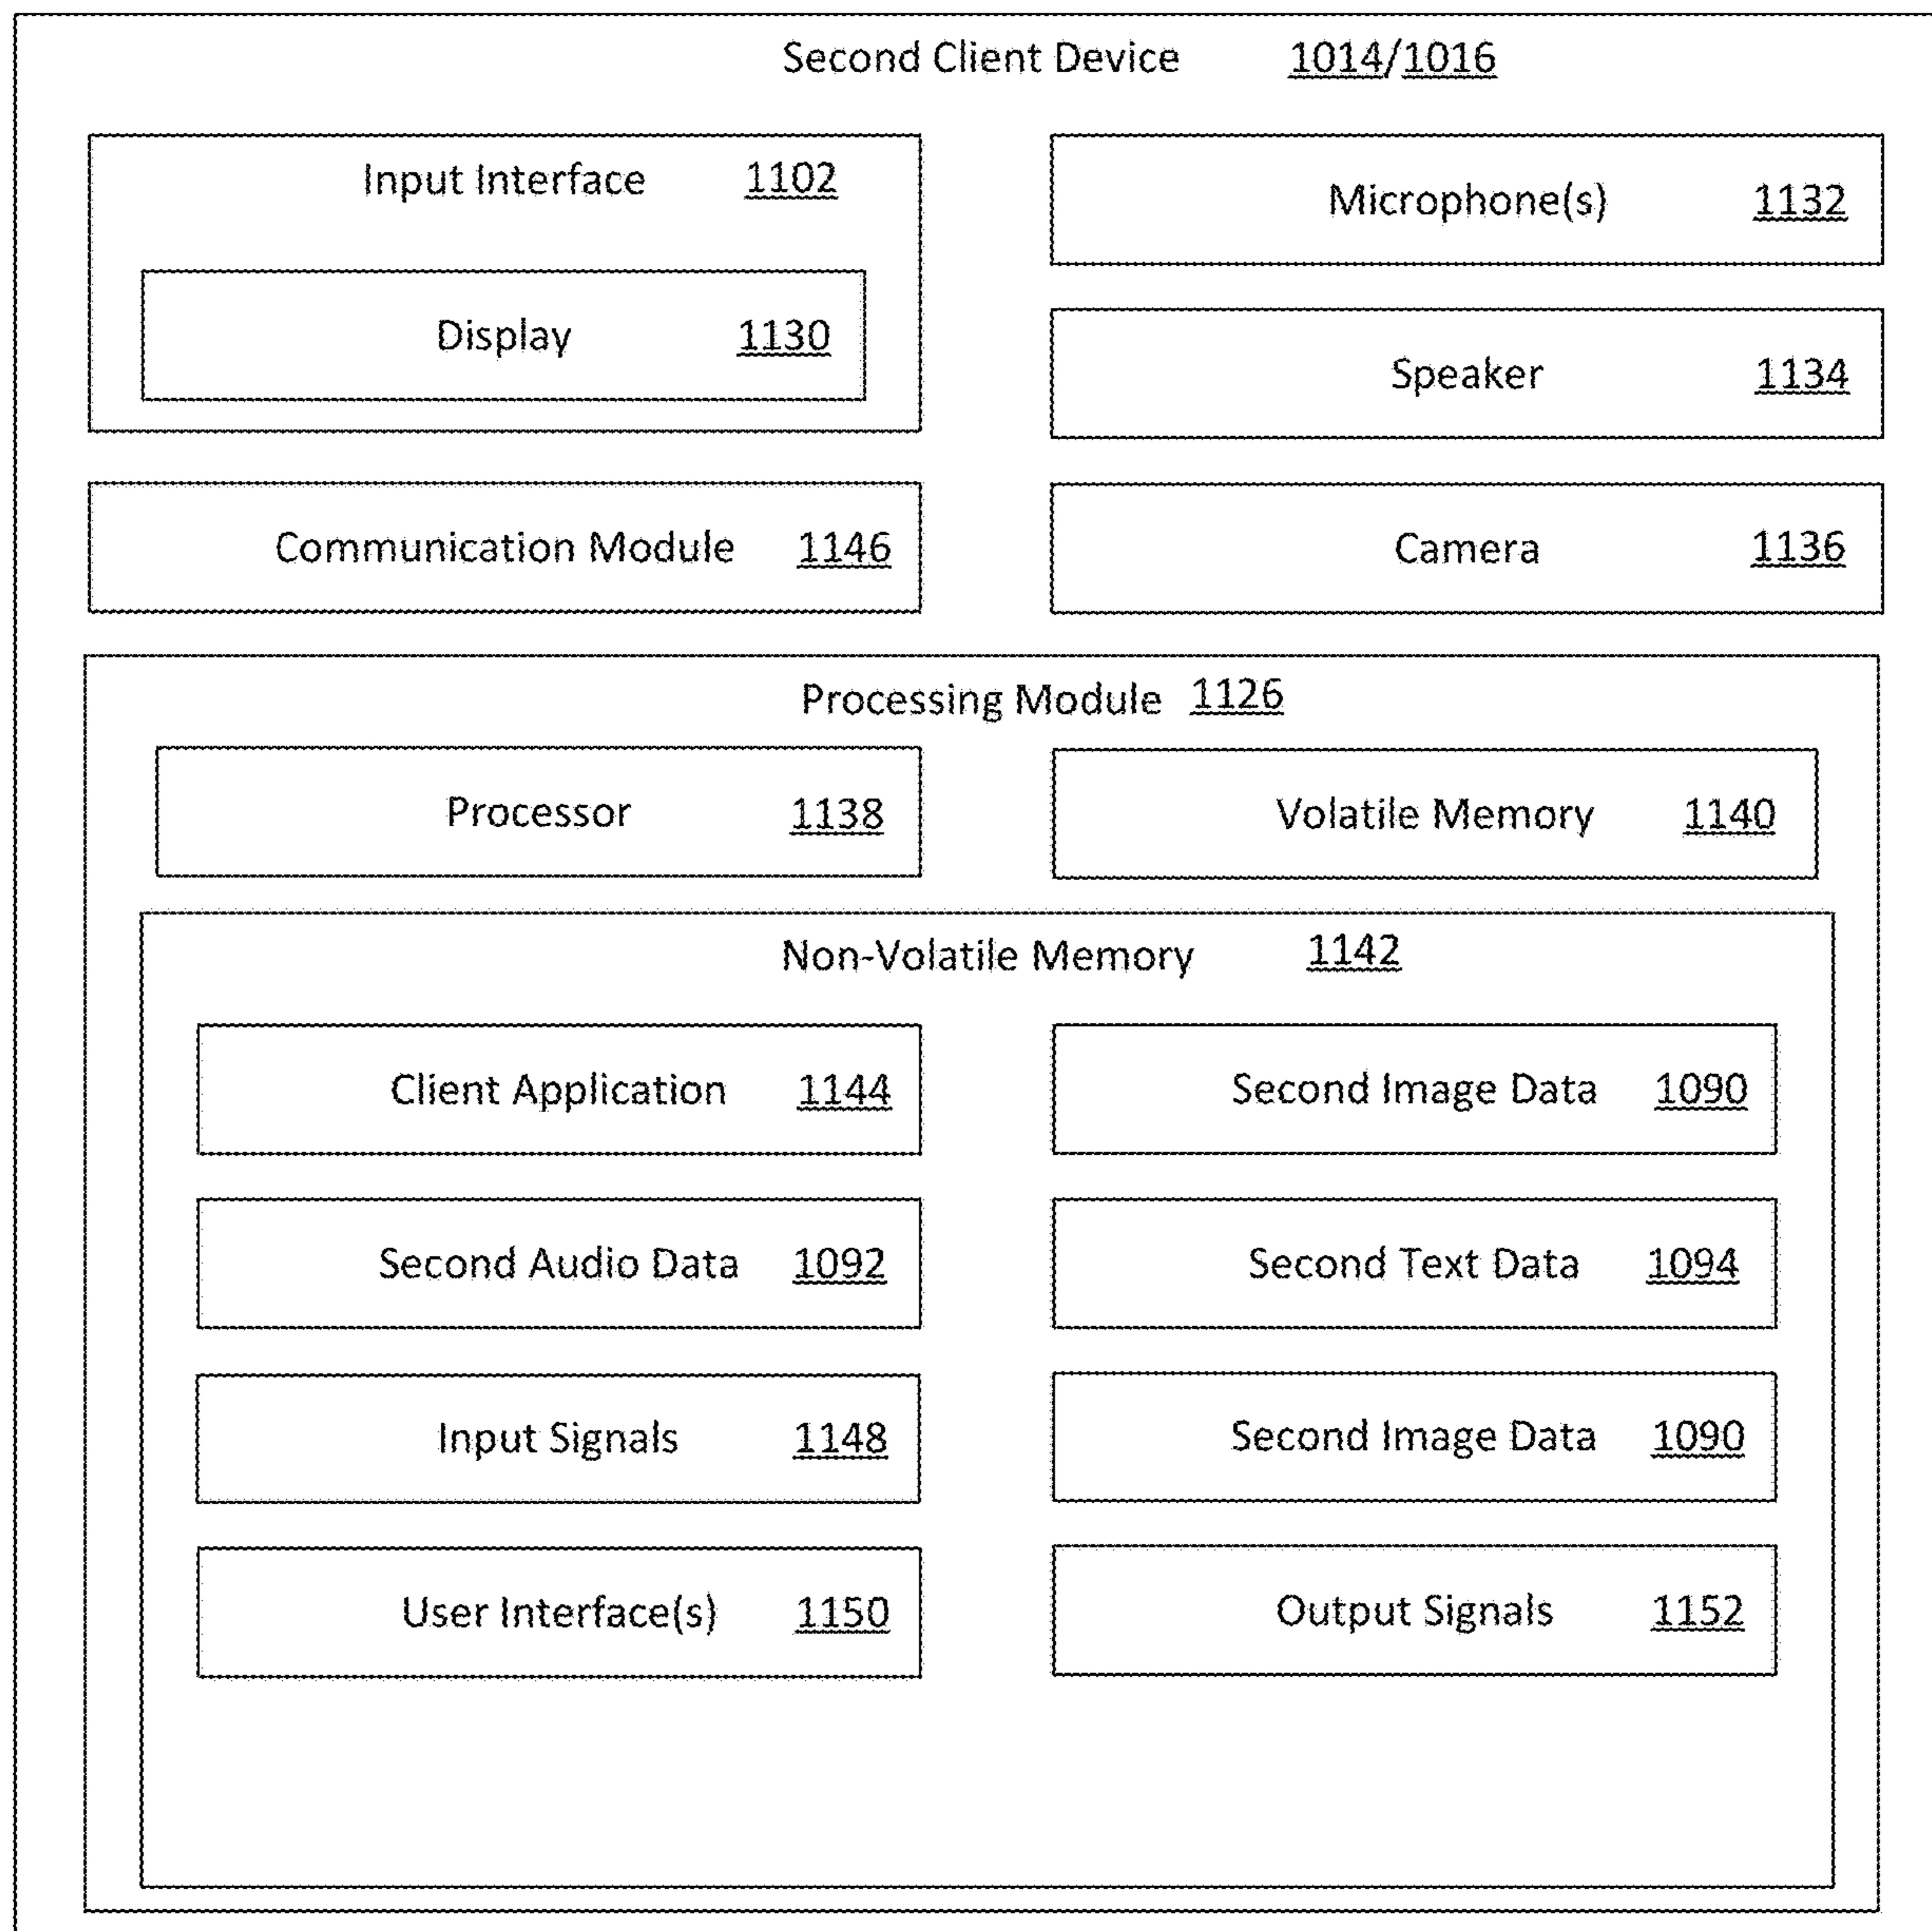 Second Client Device 1014/1016
Input Interface 1102
Display 1130
Microphone(s) 1132
Speaker 1134
Communication Module 1146
Camera 1136
Processing Module 1126
Processor 1138
Volatile Memory 1140
Non-Volatile Memory 1142
Client Application 1144
Second Image Data 1090
Second Audio Data 1092
Second Text Data 1094
Input Signals 1148
Second Image Data 1090
User Interface(s) 1150
Output Signals 1152